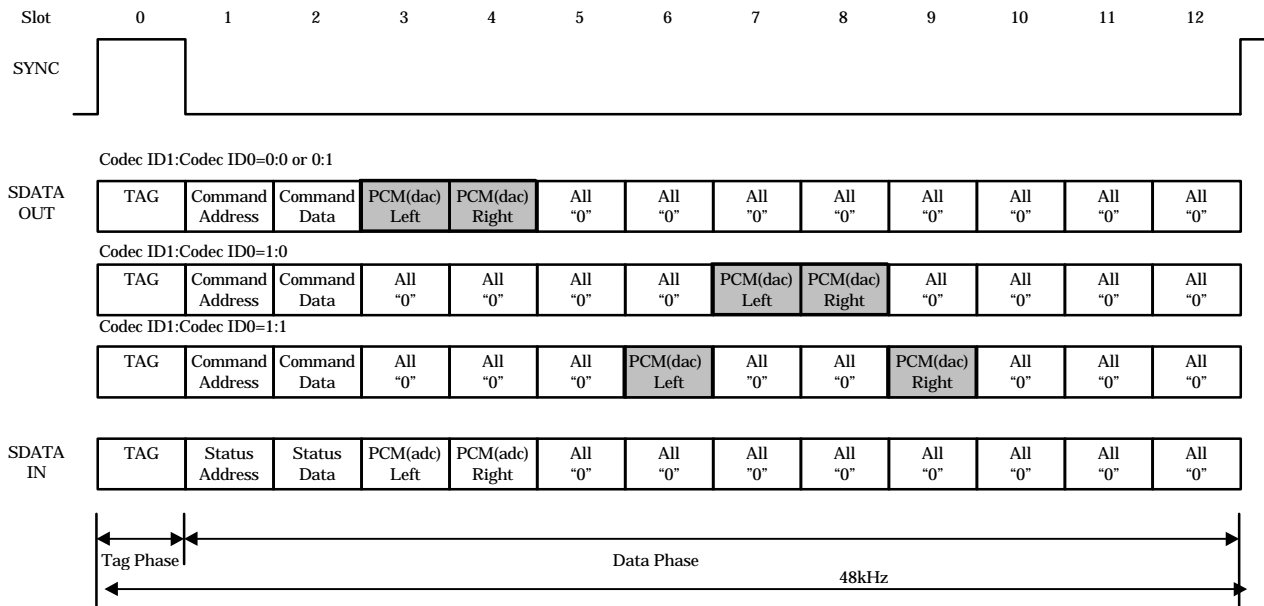 Slot 0 1 2 3 4 5 6 7 8 9 10 11 12
SYNC
Codec ID1:Codec ID0=0:0 or 0:1
SDATA OUT
TAG Command Address Command Data PCM(dac) Left PCM(dac) Right All “0” All “0” All ”0” All “0” All “0” All “0” All “0” All “0”
Codec ID1:Codec ID0=1:0
TAG Command Address Command Data All “0” All “0” All “0” All “0” PCM(dac) Left PCM(dac) Right All “0” All “0” All “0” All “0”
Codec ID1:Codec ID0=1:1
TAG Command Address Command Data All “0” All “0” All “0” PCM(dac) Left All ”0” All “0” PCM(dac) Right All “0” All “0” All “0”
SDATA IN
TAG Status Address Status Data PCM(adc) Left PCM(adc) Right All “0” All “0” All ”0” All “0” All “0” All “0” All “0” All “0”
Tag Phase Data Phase
48kHz